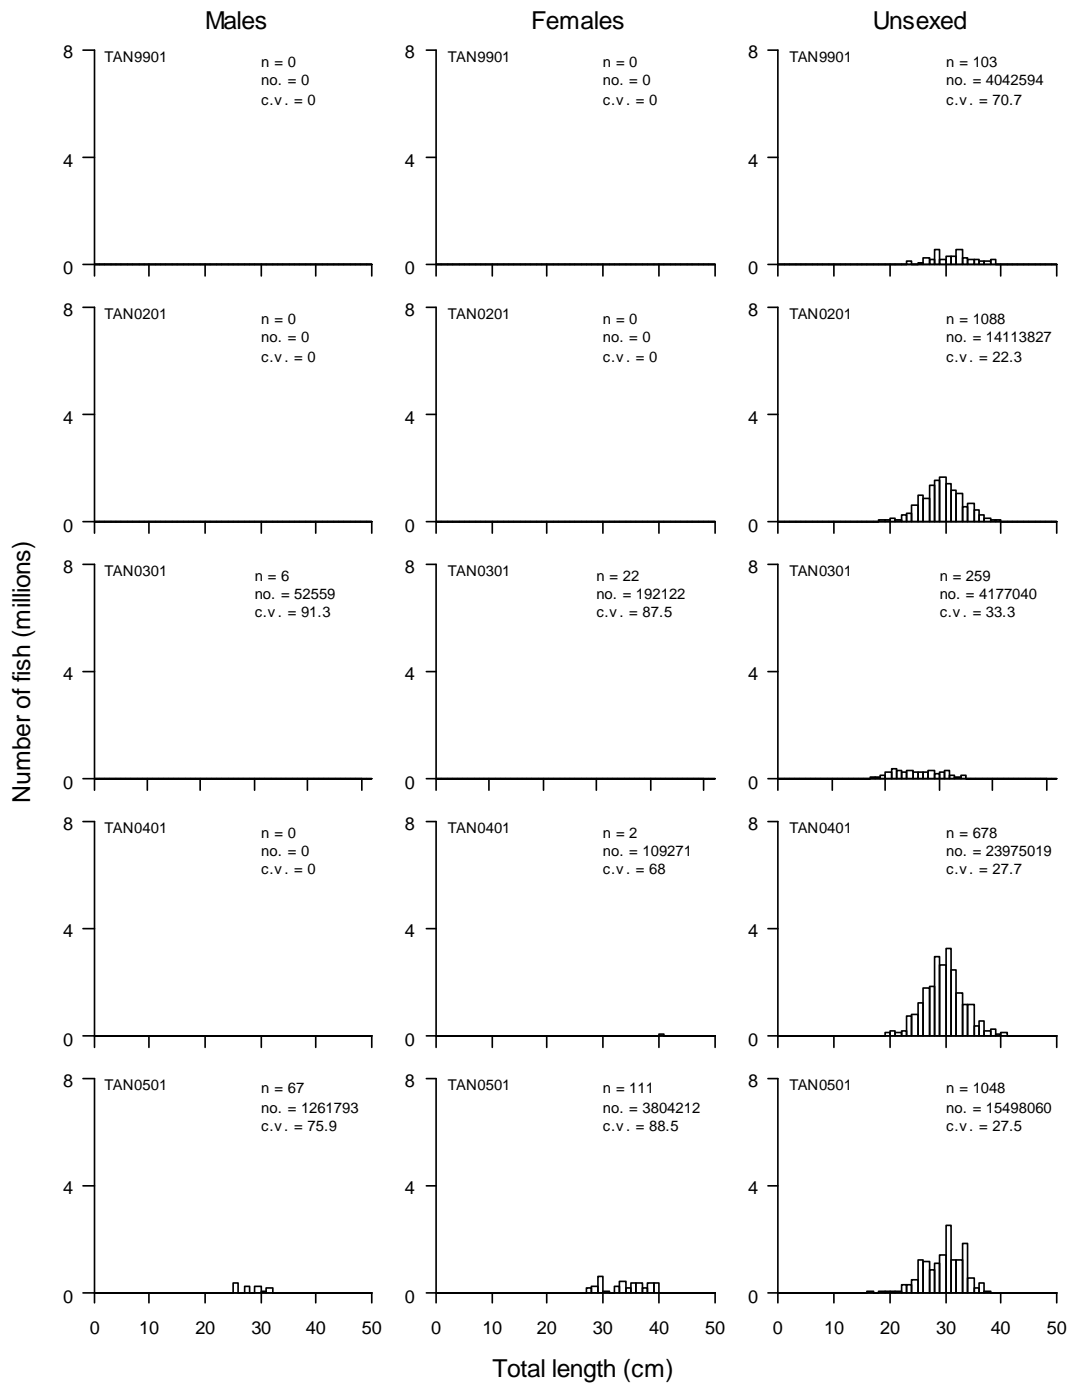 Males Females Unsexed
8 TAN9901 n = 0 8 TAN9901 n = 0 8 TAN9901 n = 103
no. = 0 no. = 0 no. = 4042594
c.v. = 0 c.v. = 0 c.v. = 70.7
4 4 4
0 0 0
8 TAN0201 n = 0 8 TAN0201 n = 0 8 TAN0201 n = 1088
no. = 0 no. = 0 no. = 14113827
c.v. = 0 c.v. = 0 c.v. = 22.3
4 4 4
0 0 0
Number of fish (millions)
8 TAN0301 n = 6 8 TAN0301 n = 22 8 TAN0301 n = 259
no. = 52559 no. = 192122 no. = 4177040
c.v. = 91.3 c.v. = 87.5 c.v. = 33.3
4 4 4
0 0 0
8 TAN0401 n = 0 8 TAN0401 n = 2 8 TAN0401 n = 678
no. = 0 no. = 109271 no. = 23975019
c.v. = 0 c.v. = 68 c.v. = 27.7
4 4 4
0 0 0
8 TAN0501 n = 67 8 TAN0501 n = 111 8 TAN0501 n = 1048
no. = 1261793 no. = 3804212 no. = 15498060
c.v. = 75.9 c.v. = 88.5 c.v. = 27.5
4 4 4
0 0 0
0 10 20 30 40 50 0 10 20 30 40 50 0 10 20 30 40 50
Total length (cm)